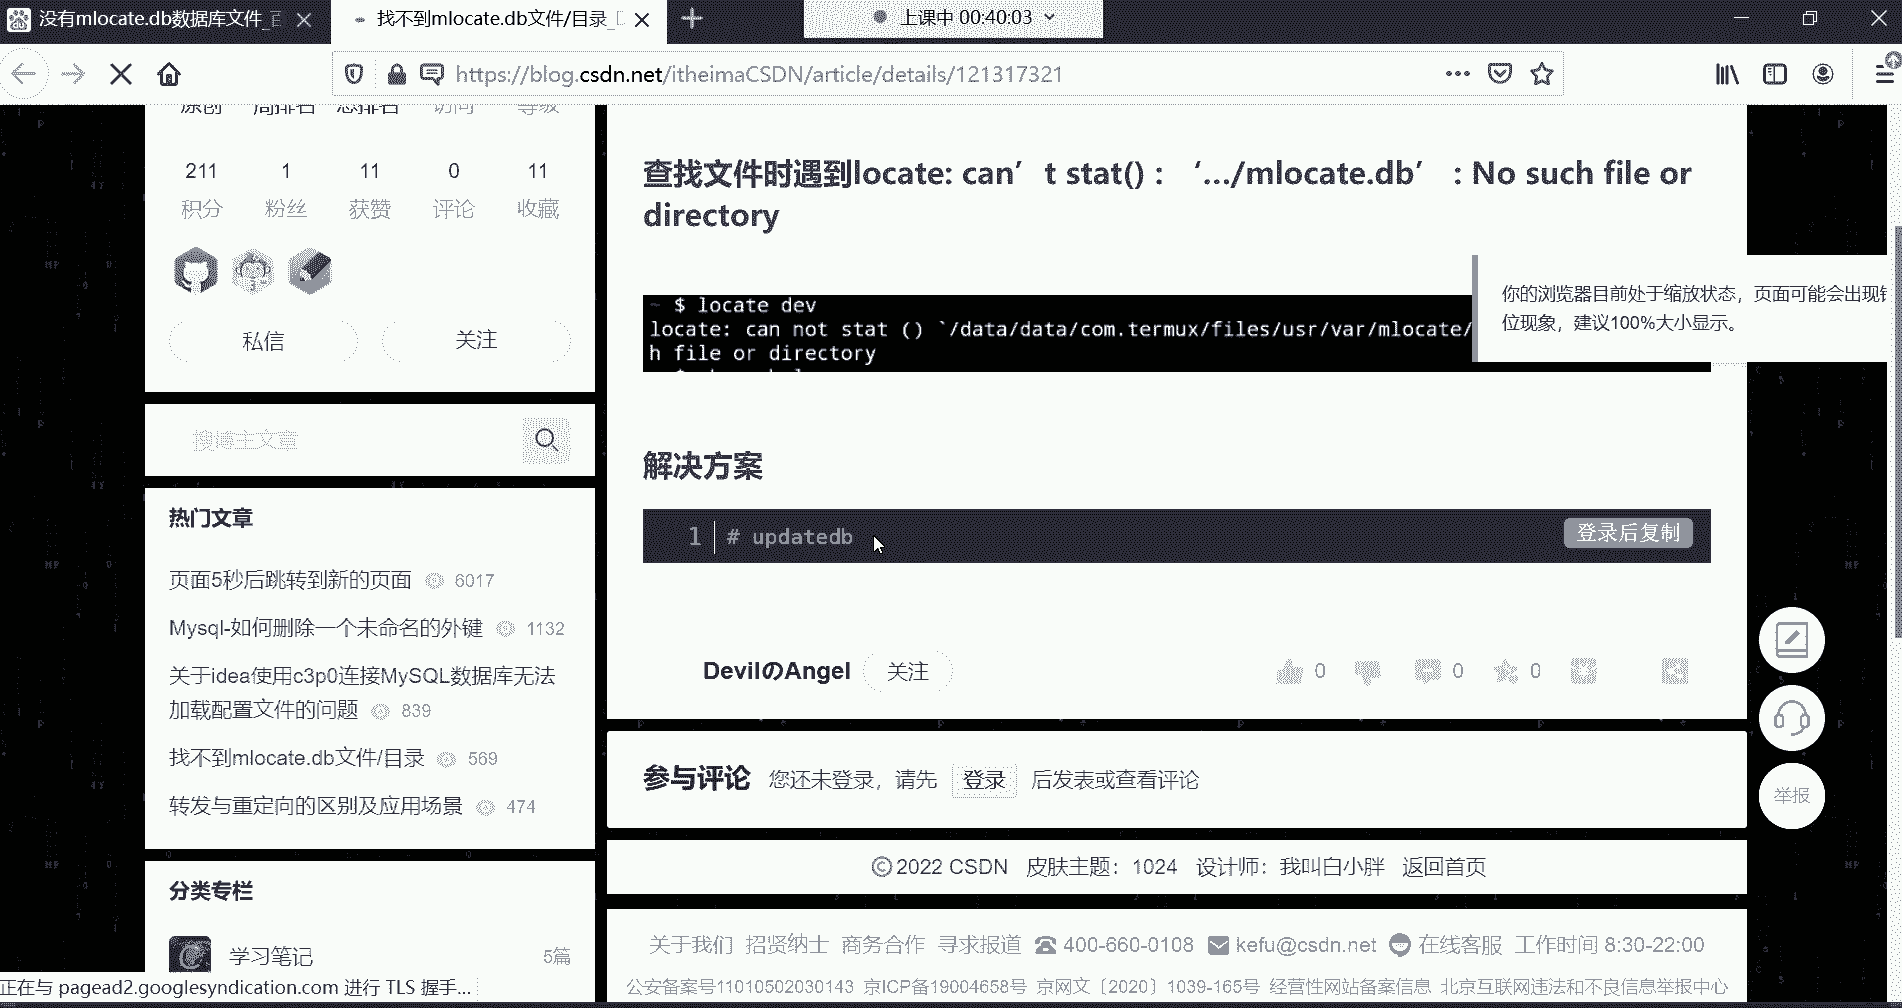 没有mlocate.db数据库文件_百
找不到mlocate.db文件/目录_
上课中 00:40:03
https://blog.csdn.net/itheimaCSDN/article/details/121317321
原创 周排名 总排名 访问 等级
211 1 11 0 11
积分 粉丝 获赞 评论 收藏
私信 关注
搜博主文章
热门文章
页面5秒后跳转到新的页面 6017
Mysql-如何删除一个未命名的外键 1132
关于idea使用c3p0连接MySQL数据库无法
加载配置文件的问题 839
找不到mlocate.db文件/目录 569
转发与重定向的区别及应用场景 474
分类专栏
学习笔记 5篇
正在与 pagead2.googlesyndication.com 进行 TLS 握手...
查找文件时遇到locate: can’t stat() : ‘.../mlocate.db’ : No such file or
directory
~ $ locate dev
locate: can not stat () `/data/data/com.termux/files/usr/var/mlocate/
h file or directory
你的浏览器目前处于缩放状态，页面可能会出现错
位现象，建议100%大小显示。
解决方案
1 # updatedb
登录后复制
DevilのAngel 关注 0 0 0
参与评论 您还未登录，请先 登录 后发表或查看评论
©2022 CSDN 皮肤主题：1024 设计师：我叫白小胖 返回首页
关于我们 招贤纳士 商务合作 寻求报道 400-660-0108 kefu@csdn.net 在线客服 工作时间 8:30-22:00
公安备案号11010502030143 京ICP备19004658号 京网文〔2020〕1039-165号 经营性网站备案信息 北京互联网违法和不良信息举报中心
举报